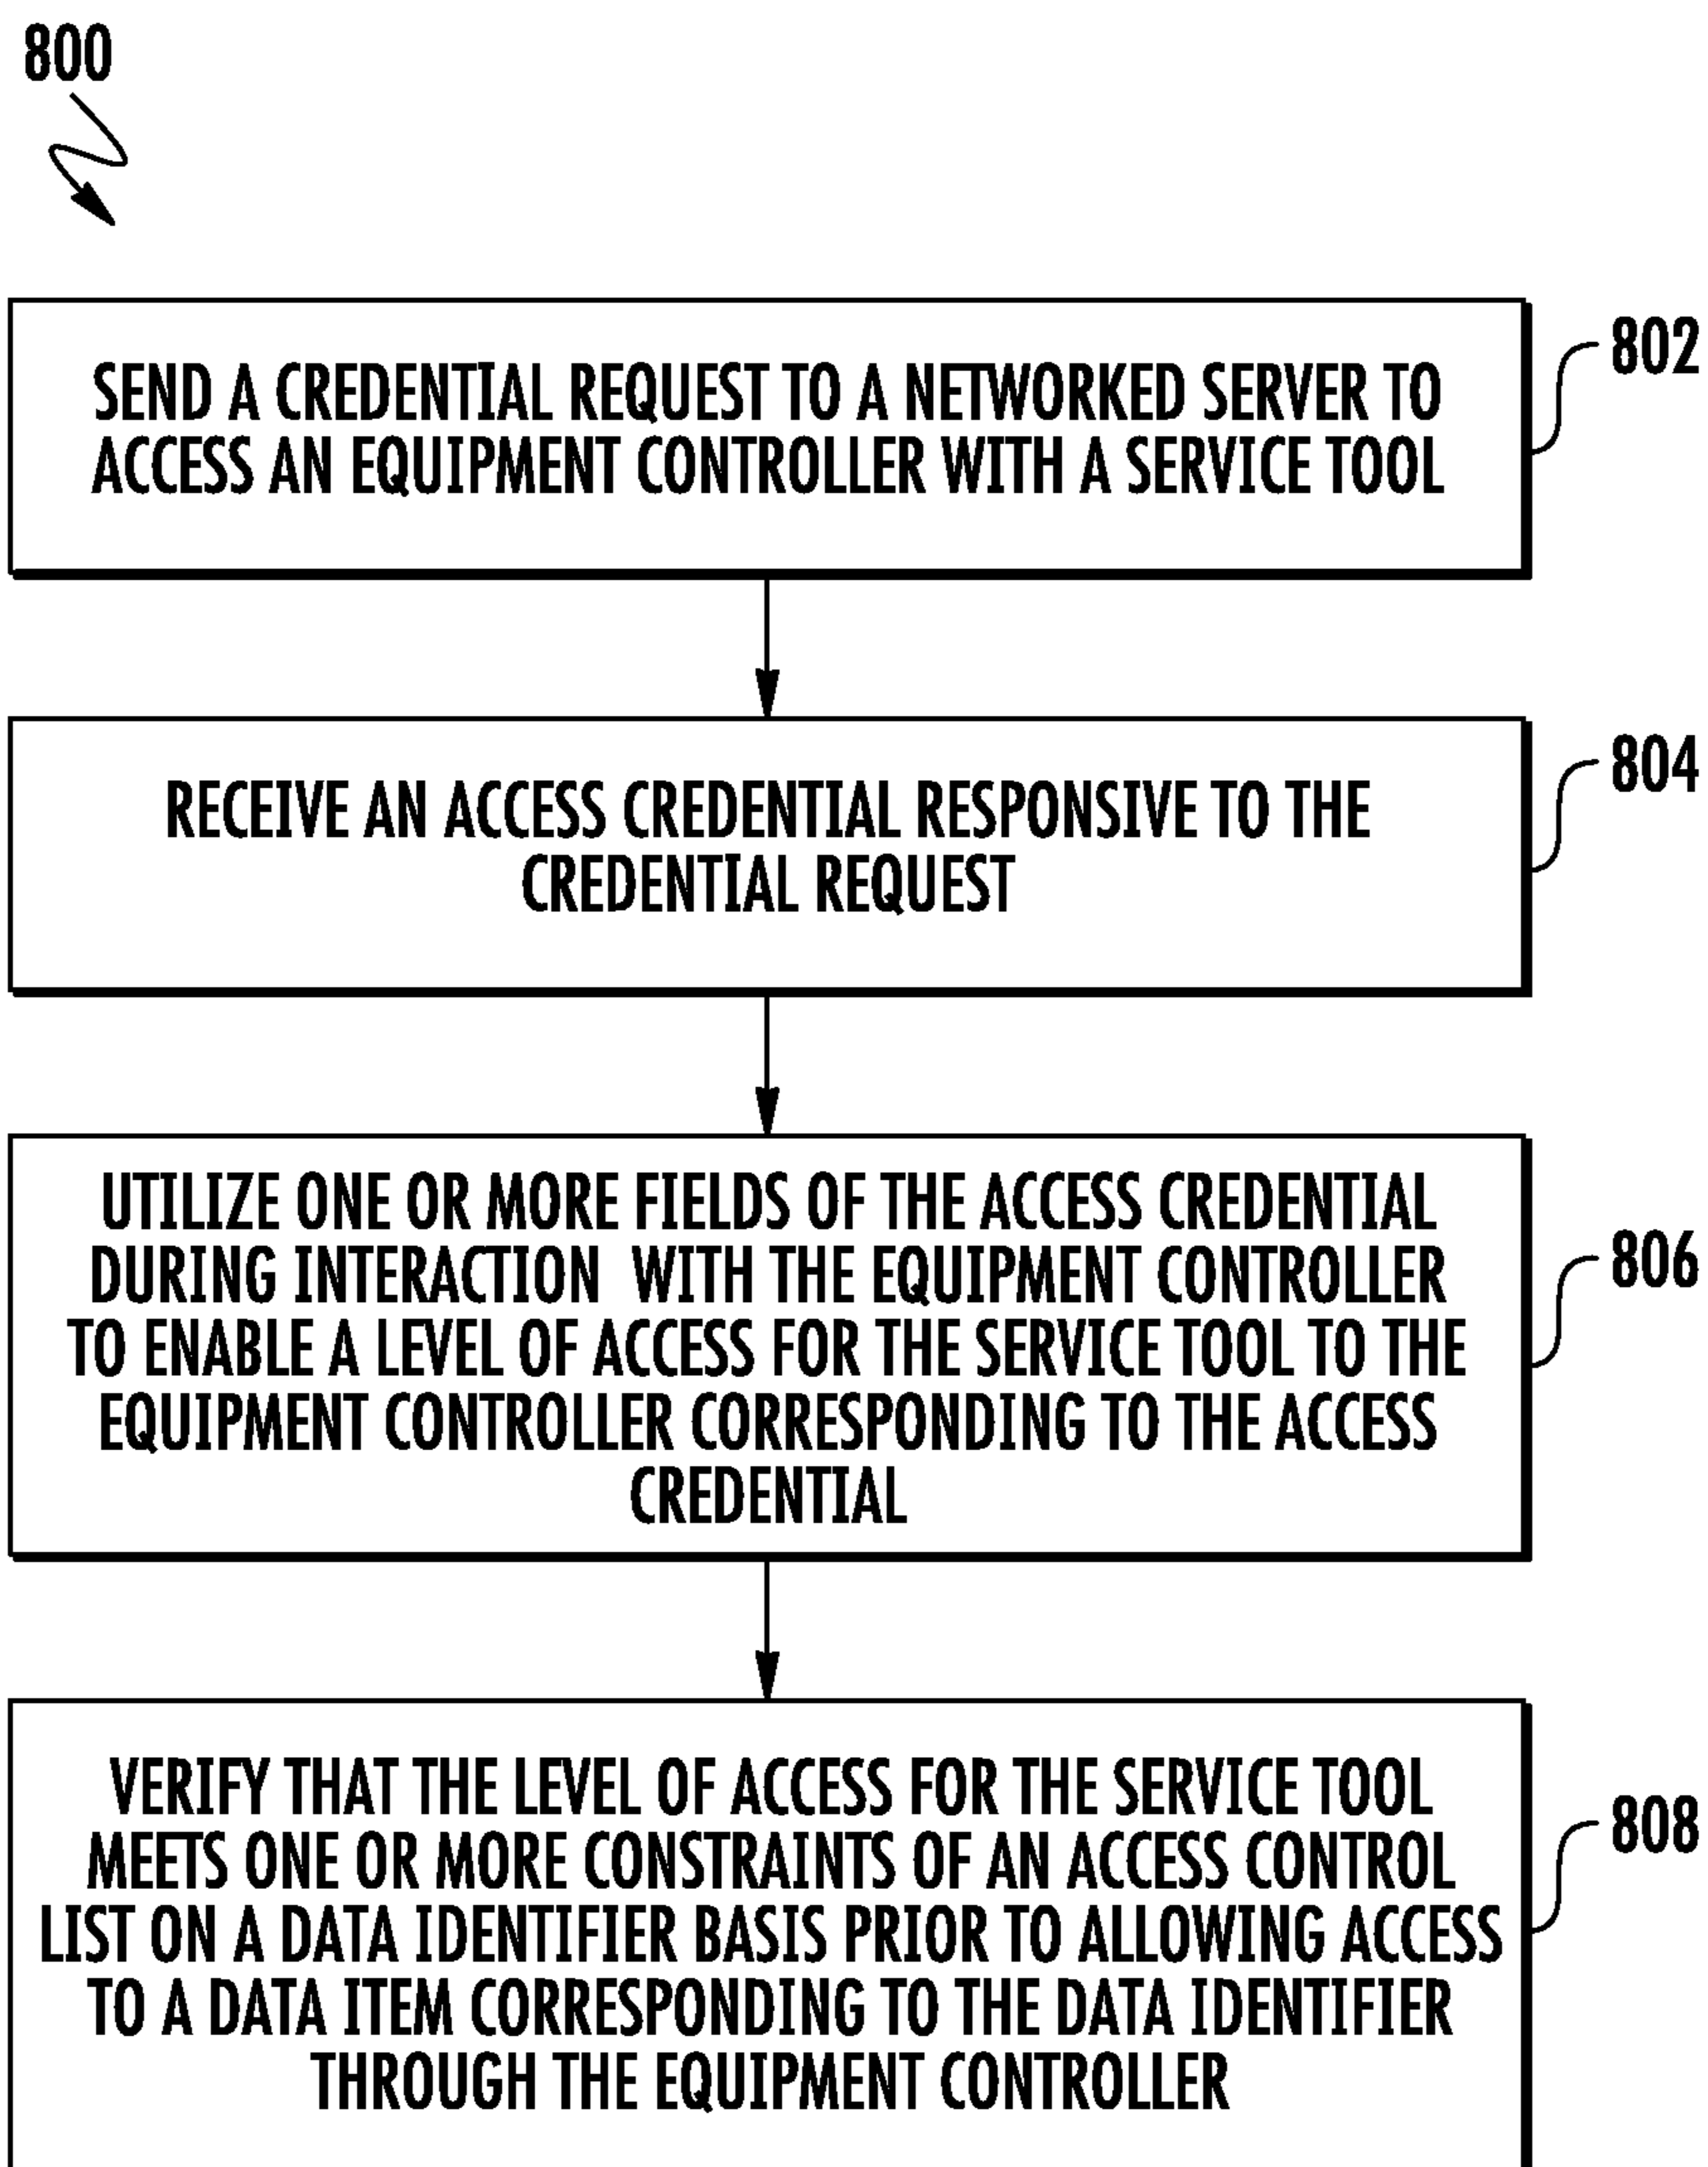 800
SEND A CREDENTIAL REQUEST TO A NETWORKED SERVER TO
ACCESS AN EQUIPMENT CONTROLLER WITH A SERVICE TOOL
802
RECEIVE AN ACCESS CREDENTIAL RESPONSIVE TO THE
CREDENTIAL REQUEST
804
UTILIZE ONE OR MORE FIELDS OF THE ACCESS CREDENTIAL
DURING INTERACTION WITH THE EQUIPMENT CONTROLLER
TO ENABLE A LEVEL OF ACCESS FOR THE SERVICE TOOL TO THE
EQUIPMENT CONTROLLER CORRESPONDING TO THE ACCESS
CREDENTIAL
806
VERIFY THAT THE LEVEL OF ACCESS FOR THE SERVICE TOOL
MEETS ONE OR MORE CONSTRAINTS OF AN ACCESS CONTROL
LIST ON A DATA IDENTIFIER BASIS PRIOR TO ALLOWING ACCESS
TO A DATA ITEM CORRESPONDING TO THE DATA IDENTIFIER
THROUGH THE EQUIPMENT CONTROLLER
808